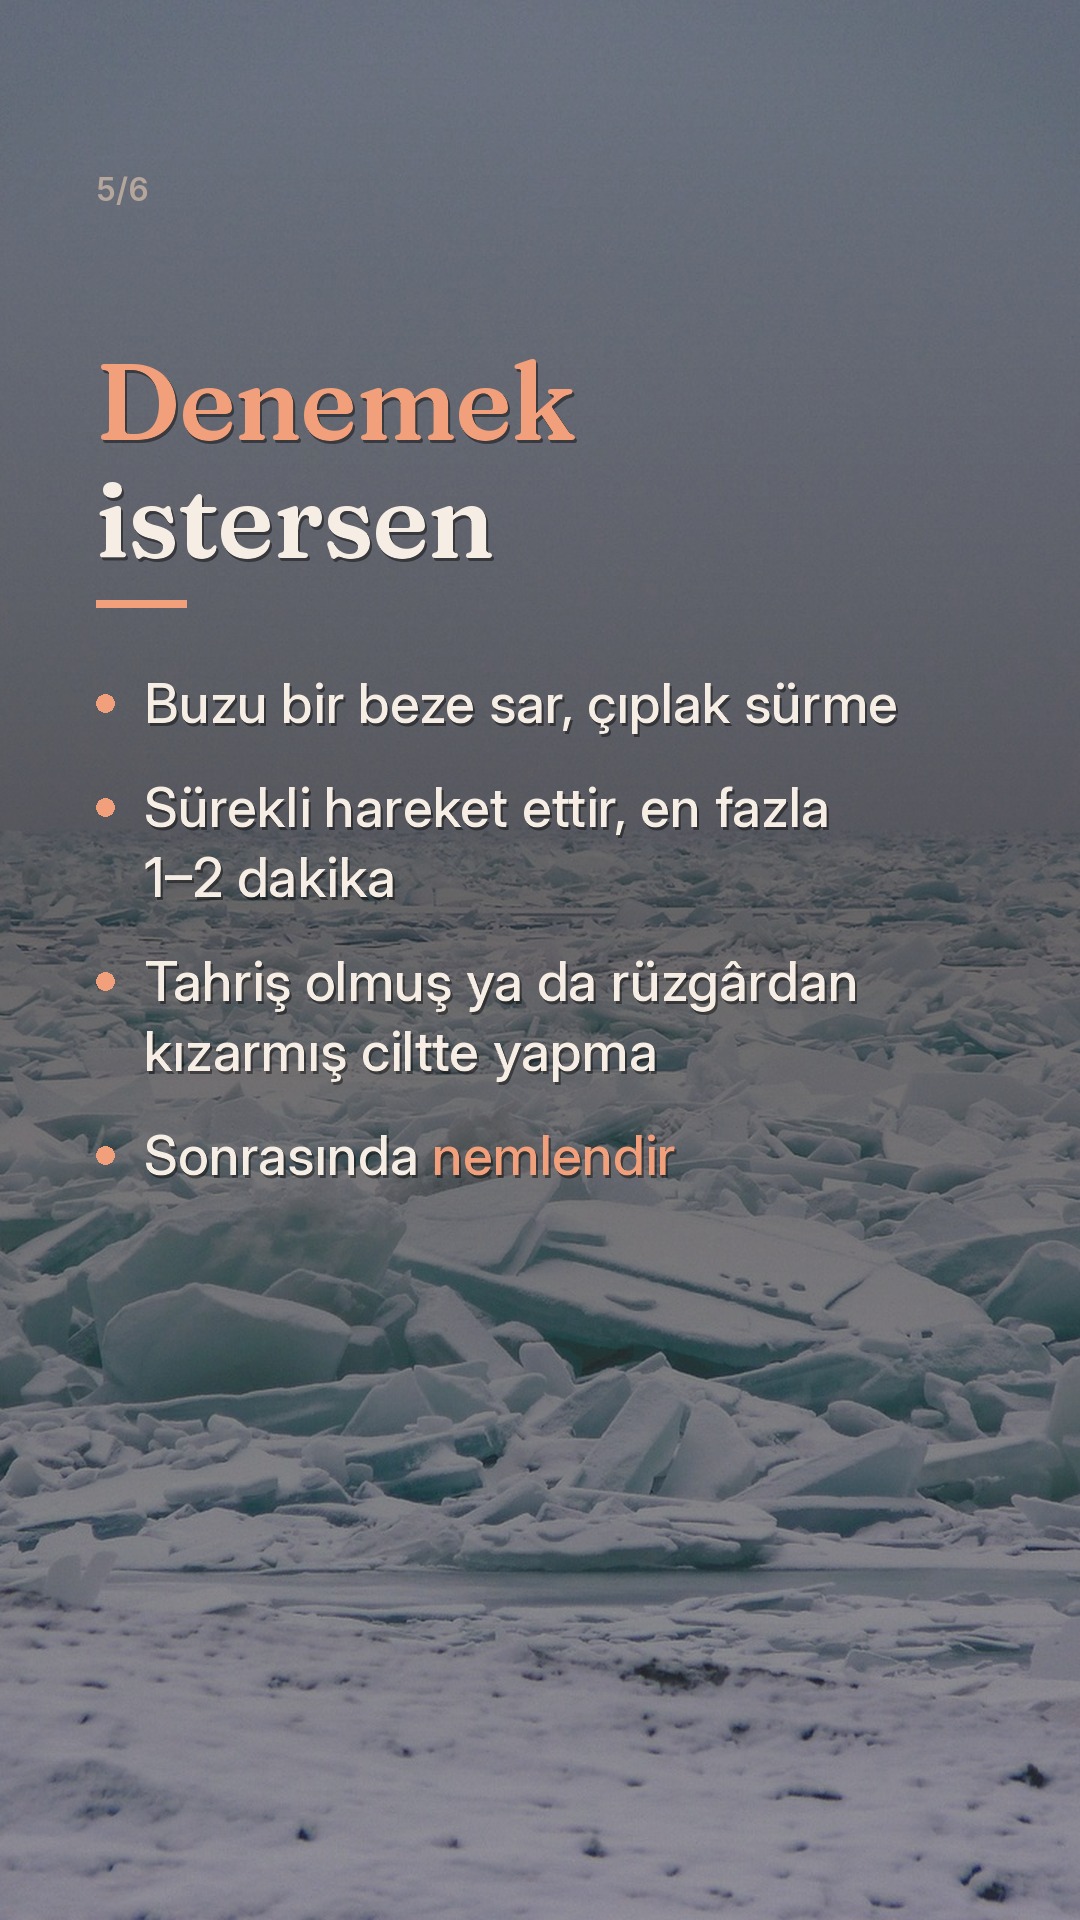 5/6
Denemek
istersen
Buzu bir beze sar, çıplak sürme
Sürekli hareket ettir, en fazla
1–2 dakika
Tahriş olmuş ya da rüzgârdan
kızarmış ciltte yapma
Sonrasında nemlendir